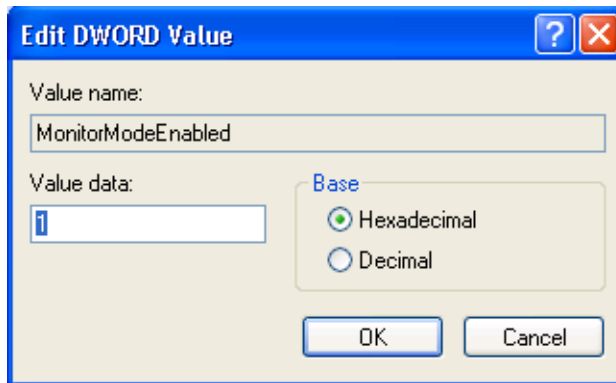 Edit DWORD Value
?
Value name:
MonitorModeEnabled
Value data:
1
Base
Hexadecimal
Decimal
OK
Cancel